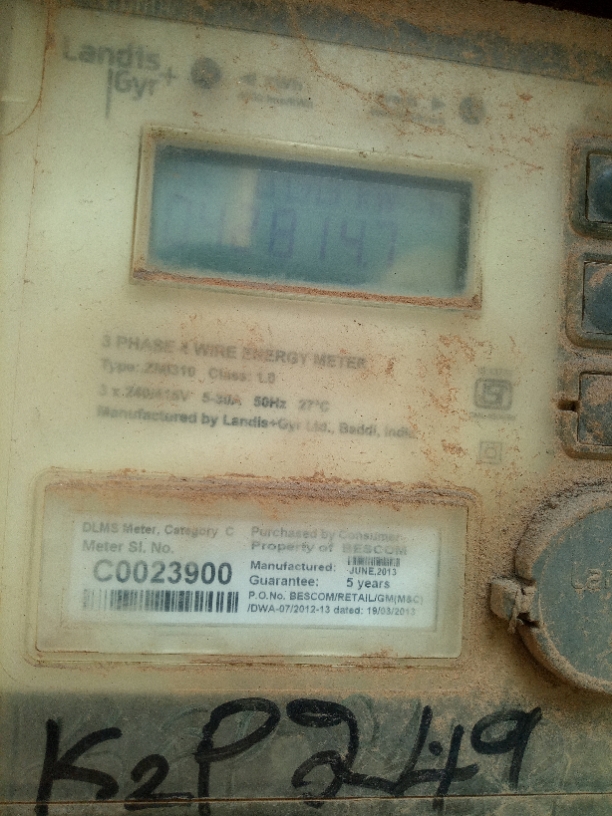 Landis
Gyr+
3 PHASE 4 WIRE ENERGY METER
Type: ZMI310 Class: 1.0
3 x 240/415V 5-30A 50Hz 27°C
Manufactured by Landis+Gyr Ltd., Baddi, India
DLMS Meter, Category C
Meter Sl. No.
C0023900
Purchased by Consumer-
Property of BESCOM
Manufactured: JUNE,2013
Guarantee: 5 years
P.O.No. BESCOM/RETAIL/GM(M&C)
/DWA-07/2012-13 dated: 19/03/2013
K2P249